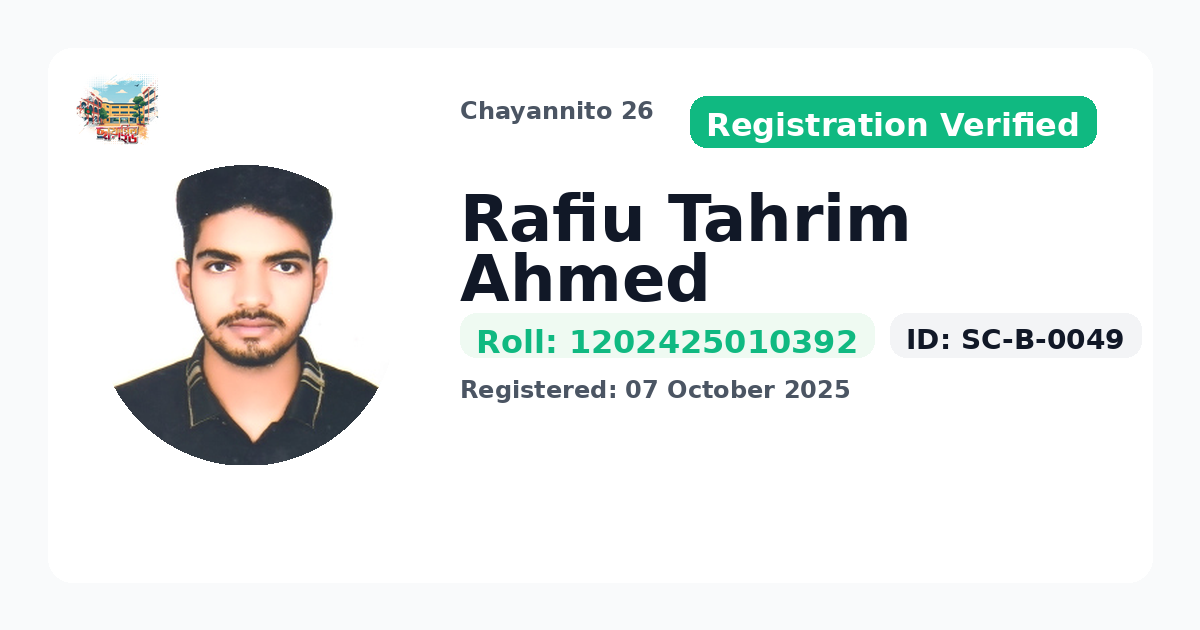 Chayannito 26
Registration Verified
Rafiu Tahrim
Ahmed
Roll: 1202425010392
ID: SC-B-0049
Registered: 07 October 2025